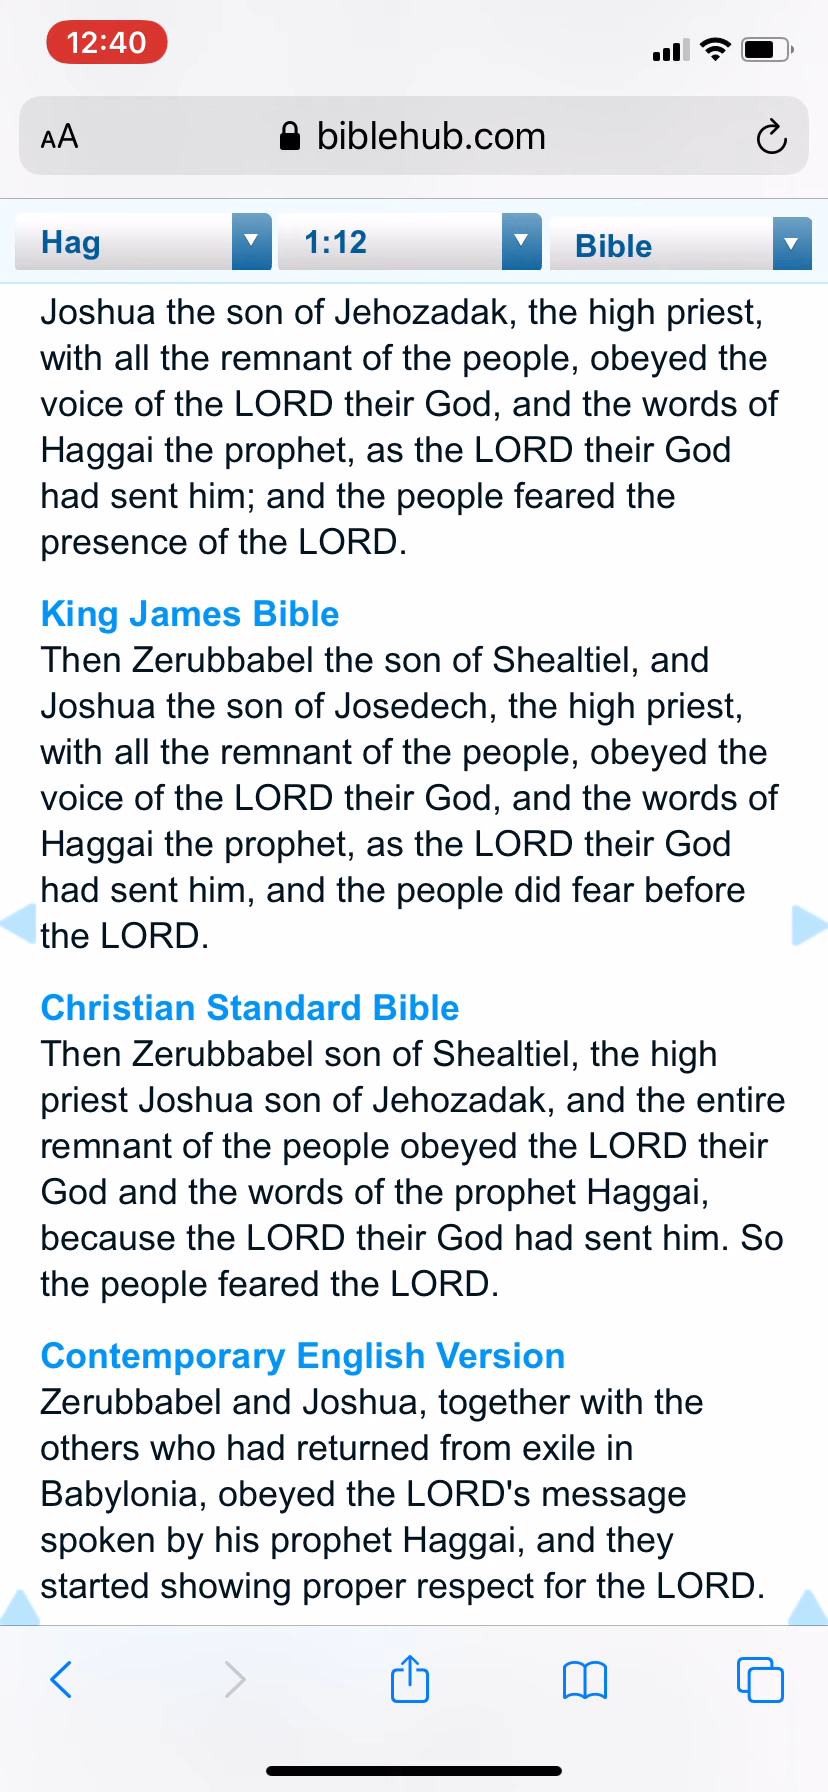 12:40
AA
biblehub.com
Hag
1:12
Bible
Joshua the son of Jehozadak, the high priest,
with all the remnant of the people, obeyed the
voice of the LORD their God, and the words of
Haggai the prophet, as the LORD their God
had sent him; and the people feared the
presence of the LORD.
King James Bible
Then Zerubbabel the son of Shealtiel, and
Joshua the son of Josedech, the high priest,
with all the remnant of the people, obeyed the
voice of the LORD their God, and the words of
Haggai the prophet, as the LORD their God
had sent him, and the people did fear before
the LORD.
Christian Standard Bible
Then Zerubbabel son of Shealtiel, the high
priest Joshua son of Jehozadak, and the entire
remnant of the people obeyed the LORD their
God and the words of the prophet Haggai,
because the LORD their God had sent him. So
the people feared the LORD.
Contemporary English Version
Zerubbabel and Joshua, together with the
others who had returned from exile in
Babylonia, obeyed the LORD's message
spoken by his prophet Haggai, and they
started showing proper respect for the LORD.